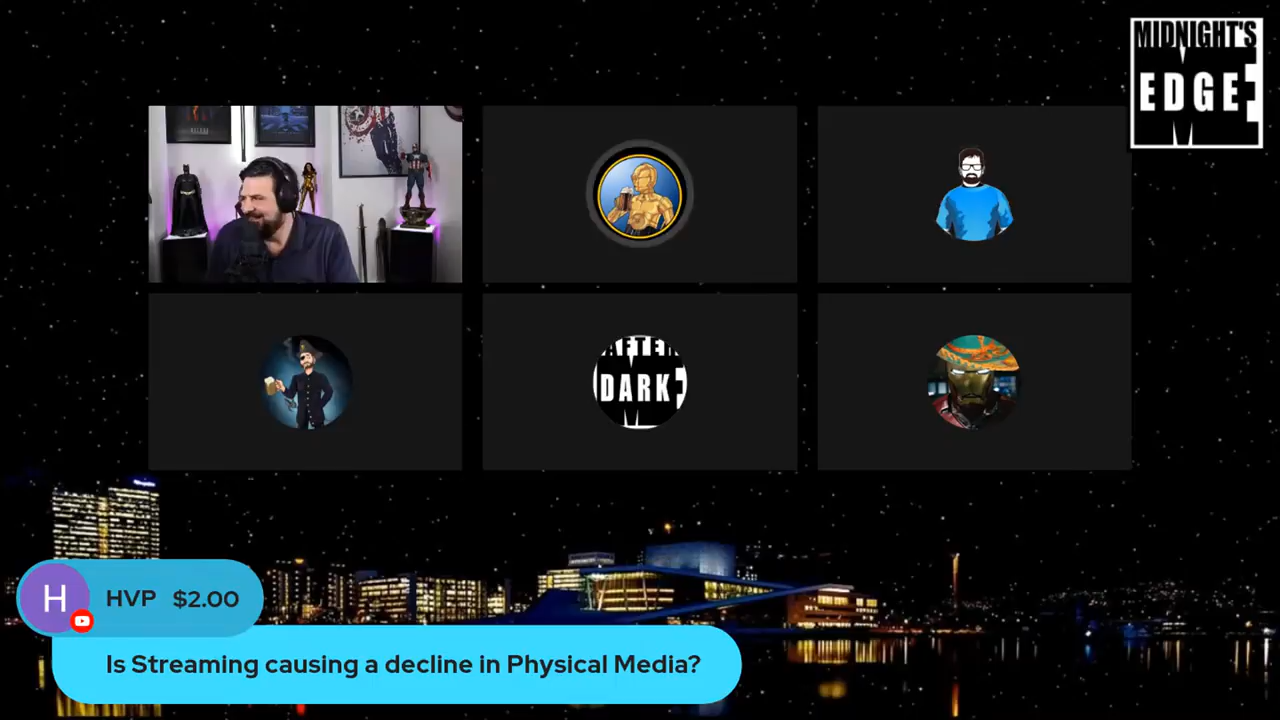 MIDNIGHT'S
EDGE
AFTER
DARK
H
HVP $2.00
Is Streaming causing a decline in Physical Media?